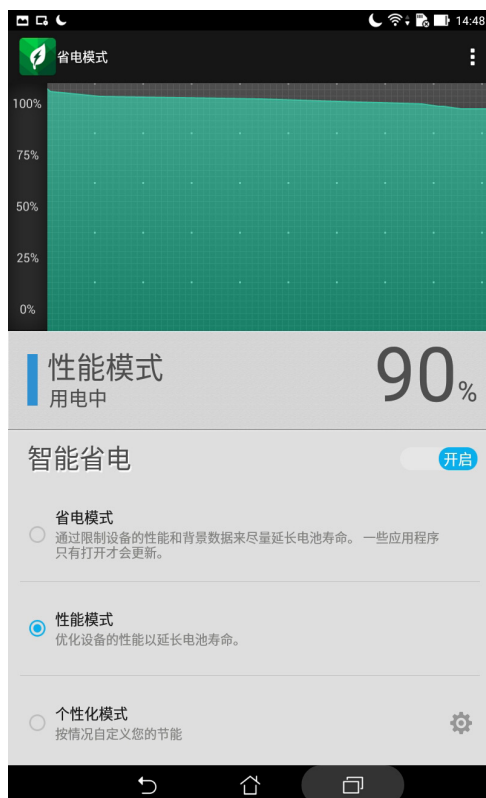 14:48
省电模式
100%
75%
50%
25%
0%
性能模式
用电中
90%
智能省电
开启
省电模式
通过限制设备的性能和背景数据来尽量延长电池寿命。 一些应用程序
只有打开才会更新。
性能模式
优化设备的性能以延长电池寿命。
个性化模式
按情况自定义您的节能